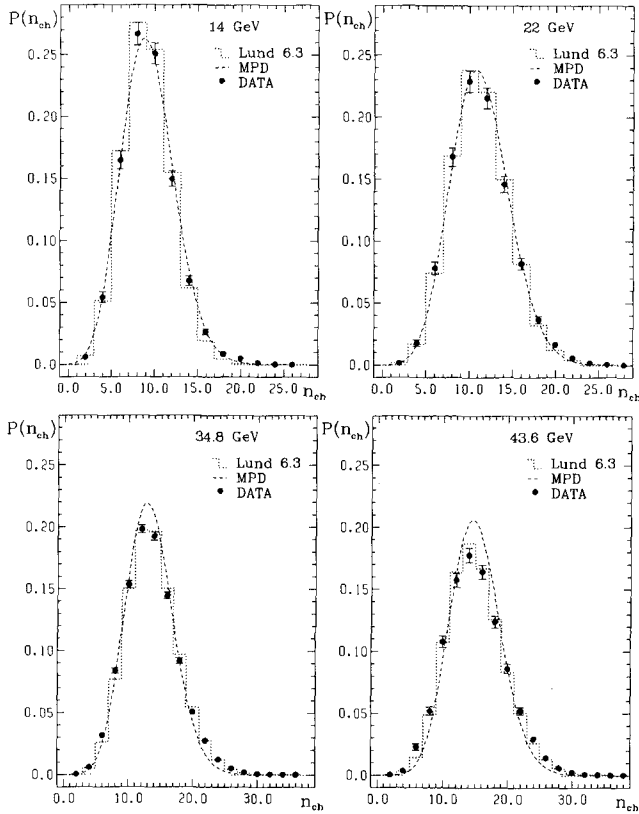 P(n_ch) 14 GeV
Lund 6.3
MPD
DATA
0.25
0.20
0.15
0.10
0.05
0.0
0.0 5.0 10.0 15.0 20.0 25.0 n_ch
P(n_ch) 22 GeV
Lund 6.3
MPD
DATA
0.25
0.20
0.15
0.10
0.05
0.0
0.0 5.0 10.0 15.0 20.0 25.0 n_ch
P(n_ch) 34.8 GeV
Lund 6.3
MPD
DATA
0.25
0.20
0.15
0.10
0.05
0.0
0.0 10.0 20.0 30.0 n_ch
P(n_ch) 43.6 GeV
Lund 6.3
MPD
DATA
0.25
0.20
0.15
0.10
0.05
0.0
0.0 10.0 20.0 30.0 n_ch